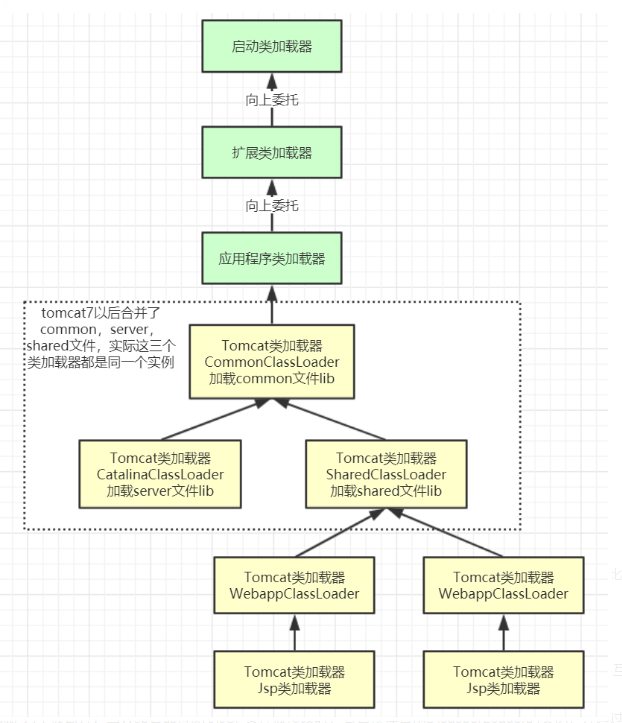 启动类加载器
向上委托
扩展类加载器
向上委托
应用程序类加载器
tomcat7以后合并了
common，server，
shared文件，实际这三个
类加载器都是同一个实例
Tomcat类加载器
CommonClassLoader
加载common文件lib
Tomcat类加载器
CatalinaClassLoader
加载server文件lib
Tomcat类加载器
SharedClassLoader
加载shared文件lib
Tomcat类加载器
WebappClassLoader
Tomcat类加载器
WebappClassLoader
Tomcat类加载器
Jsp类加载器
Tomcat类加载器
Jsp类加载器